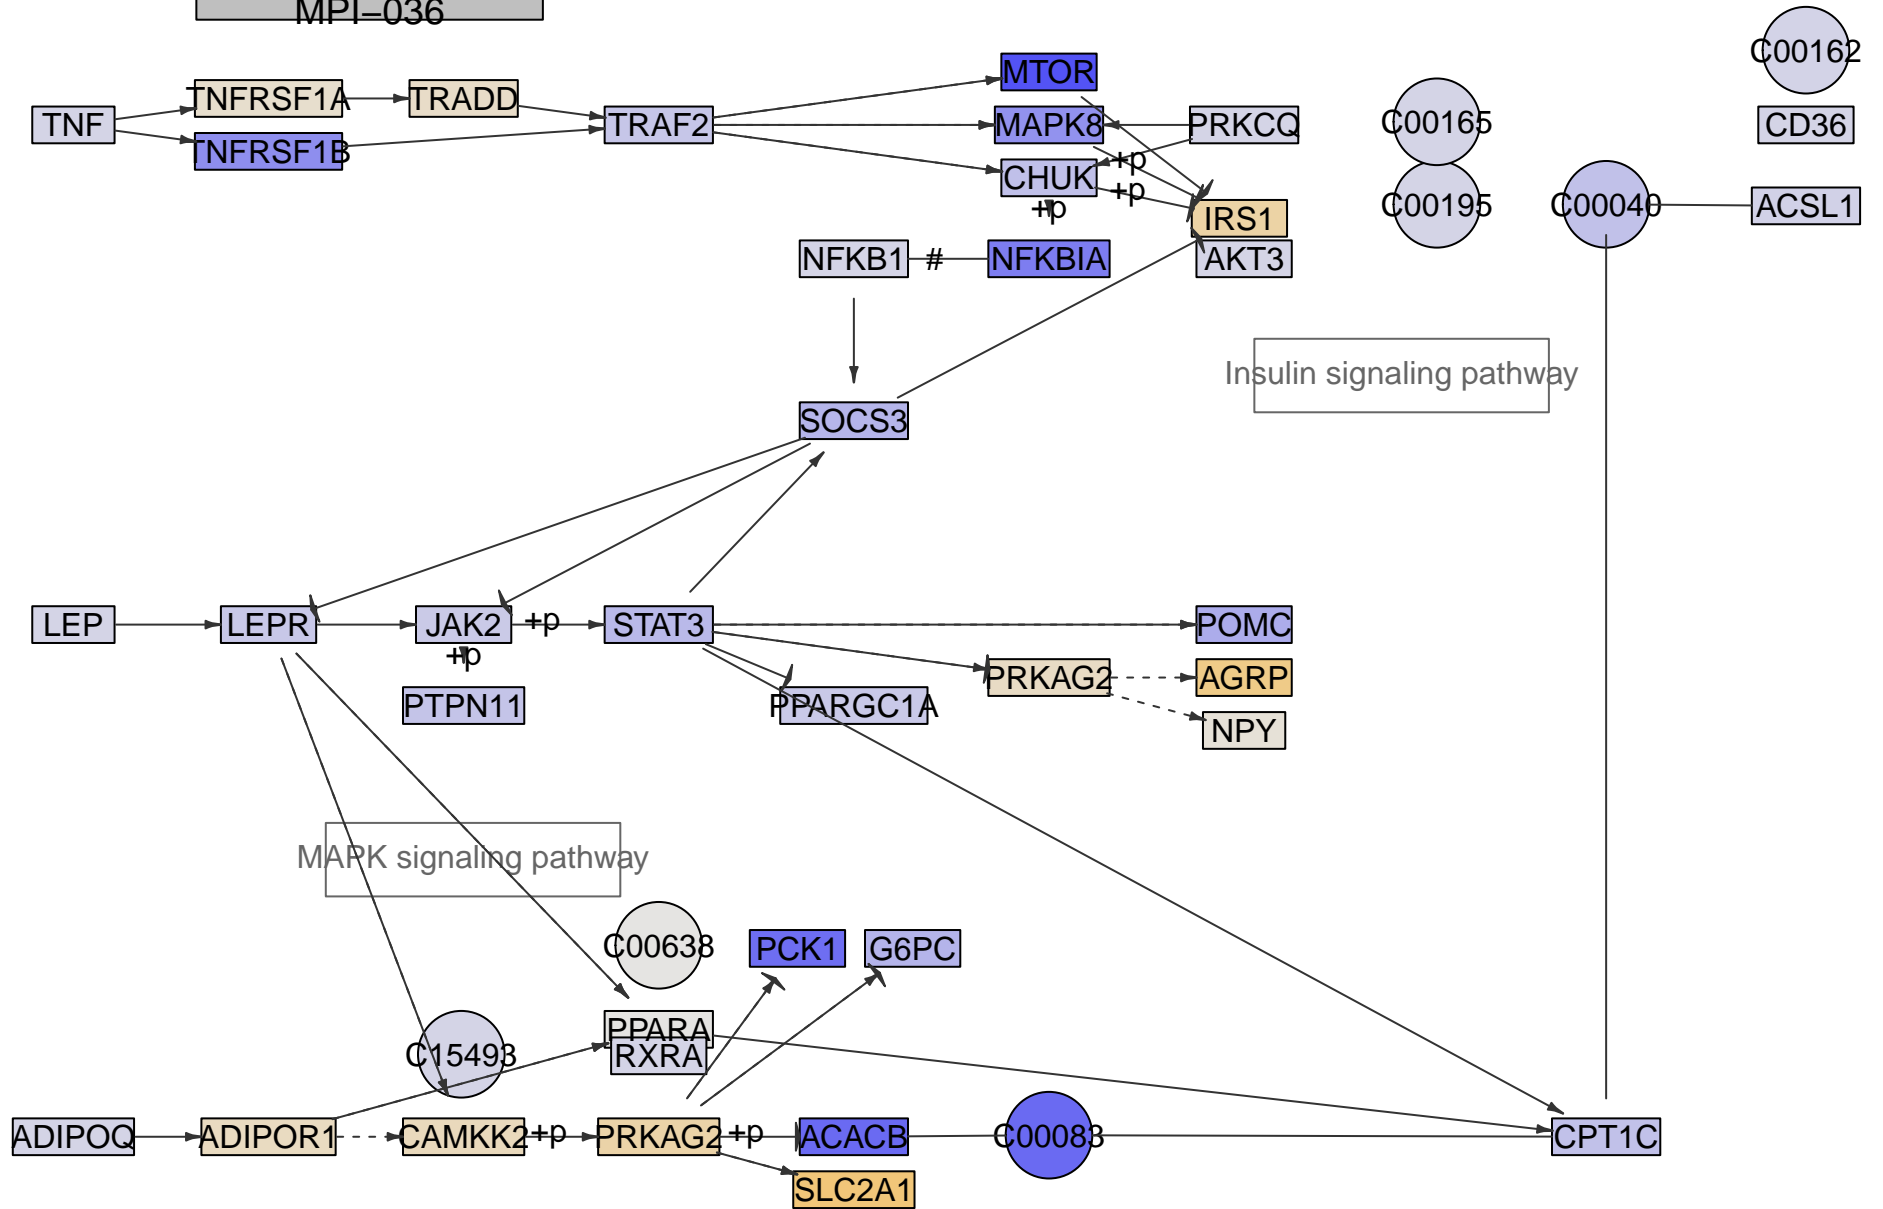 MPI−036
C00162
MTOR
TNFRSF1A
TRADD
TNF
TRAF2
MAPK8
PRKCQ
C00165
CD36
TNFRSF1B
+p
CHUK
+p
+p
IRS1
C00195
C00040
ACSL1
NFKB1
#
NFKBIA
AKT3
Insulin signaling pathway
SOCS3
LEP
LEPR
JAK2
+p
STAT3
POMC
+p
PRKAG2
AGRP
PTPN11
PPARGC1A
NPY
MAPK signaling pathway
C00638
PCK1
G6PC
PPARA
C15493
RXRA
ADIPOQ
ADIPOR1
CAMKK2
+p
PRKAG2
+p
ACACB
C00083
CPT1C
SLC2A1